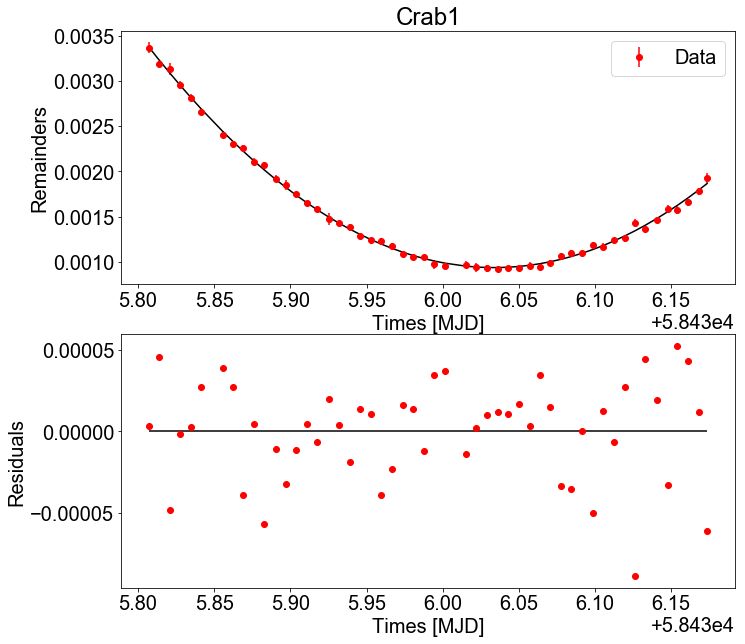 Crab1
0.0035
0.0030
0.0025
0.0020
0.0015
0.0010
Remainders
Data
5.80 5.85 5.90 5.95 6.00 6.05 6.10 6.15
Times [MJD]
+5.843e4
0.00005
0.00000
−0.00005
Residuals
5.80 5.85 5.90 5.95 6.00 6.05 6.10 6.15
Times [MJD]
+5.843e4